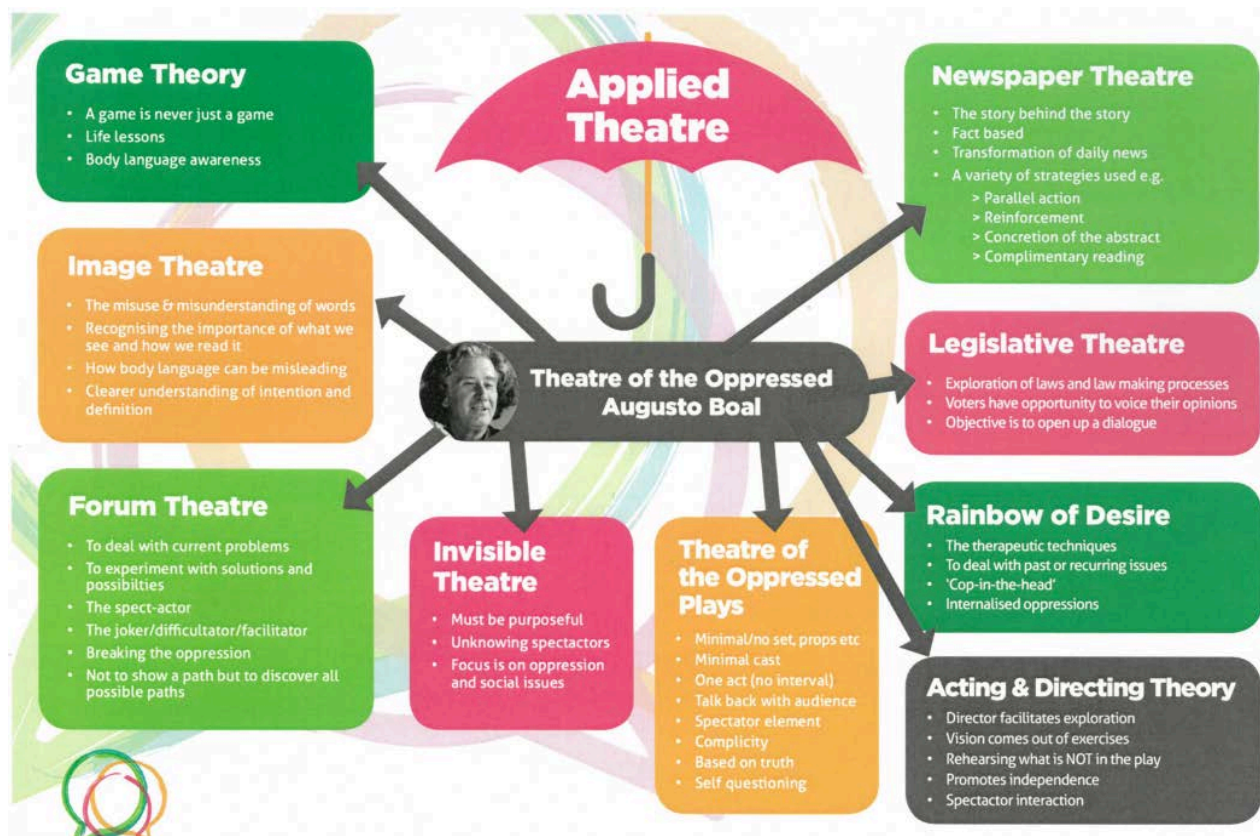 Applied
Theatre
Game Theory
• A game is never just a game
• Life lessons
• Body language awareness
Image Theatre
• The misuse & misunderstanding of words
• Recognising the importance of what we
see and how we read it
• How body language can be misleading
• Clearer understanding of intention and
definition
Forum Theatre
• To deal with current problems
• To experiment with solutions and
possibilties
• The spect-actor
• The joker/difficultator/facilitator
• Breaking the oppression
• Not to show a path but to discover all
possible paths
Theatre of the Oppressed
Augusto Boal
Invisible
Theatre
• Must be purposeful
• Unknowing spectactors
• Focus is on oppression
and social issues
Theatre of
the Oppressed
Plays
• Minimal/no set, props etc
• Minimal cast
• One act (no interval)
• Talk back with audience
• Spectator element
• Complicity
• Based on truth
• Self questioning
Newspaper Theatre
• The story behind the story
• Fact based
• Transformation of daily news
• A variety of strategies used e.g.
> Parallel action
> Reinforcement
> Concretion of the abstract
> Complimentary reading
Legislative Theatre
• Exploration of laws and law making processes
• Voters have opportunity to voice their opinions
• Objective is to open up a dialogue
Rainbow of Desire
• The therapeutic techniques
• To deal with past or recurring issues
• 'Cop-in-the-head'
• Internalised oppressions
Acting & Directing Theory
• Director facilitates exploration
• Vision comes out of exercises
• Rehearsing what is NOT in the play
• Promotes independence
• Spectactor interaction